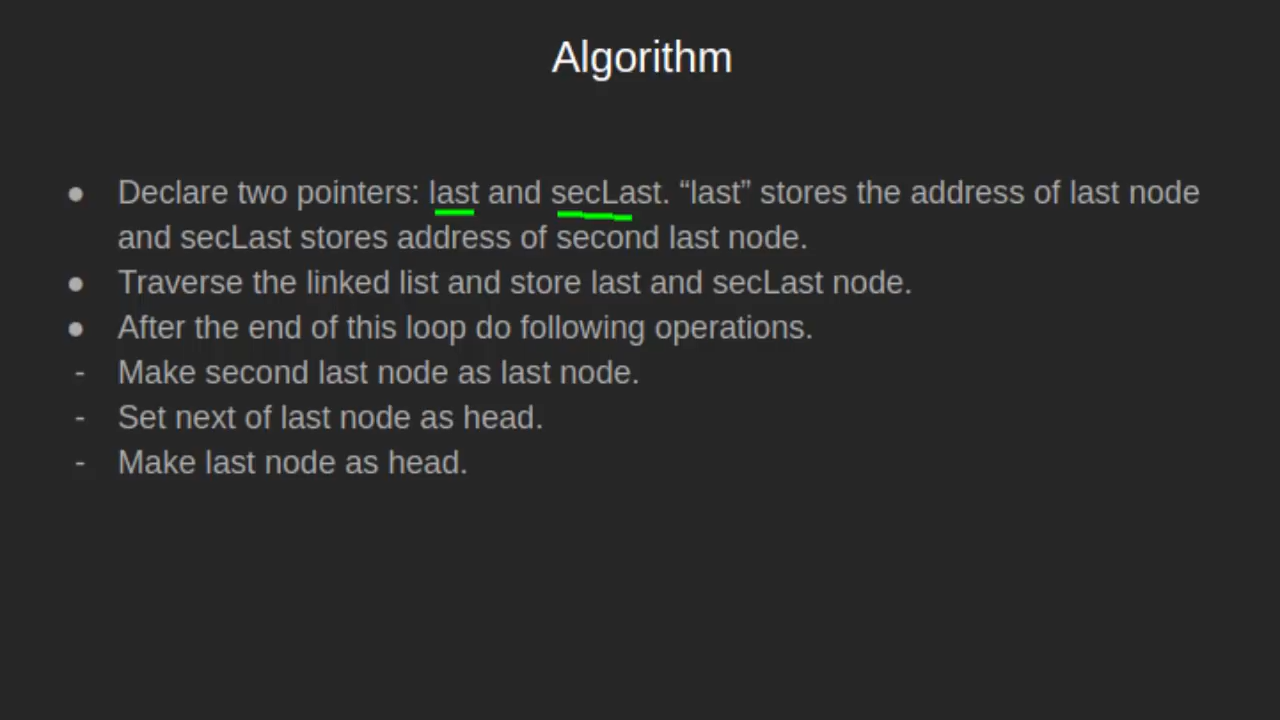 Algorithm
● Declare two pointers: last and secLast. “last” stores the address of last node
and secLast stores address of second last node.
● Traverse the linked list and store last and secLast node.
● After the end of this loop do following operations.
- Make second last node as last node.
- Set next of last node as head.
- Make last node as head.